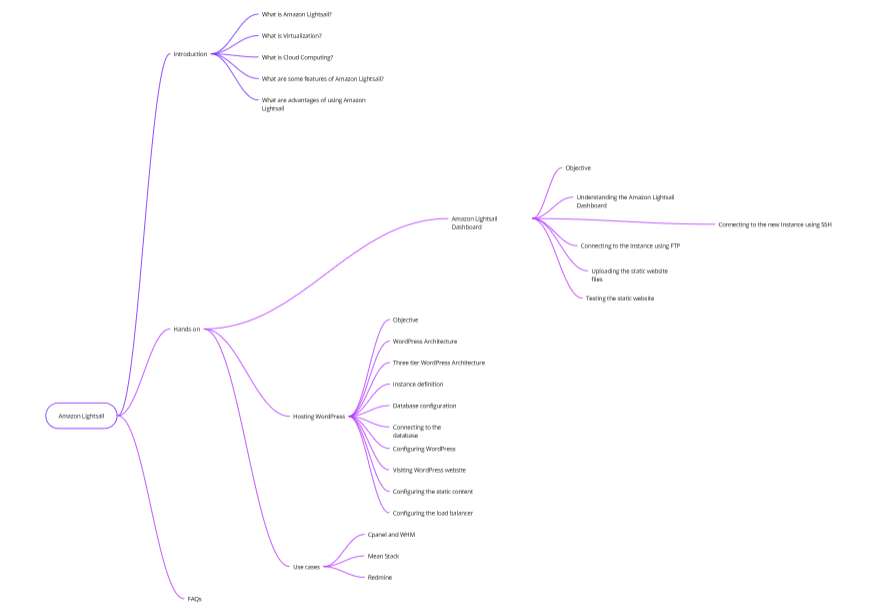 What is Amazon Lightsail?
What is Virtualization?
Introduction
What is Cloud Computing?
What are some features of Amazon Lightsail?
What are advantages of using Amazon
Lightsail
Objective
Understanding the Amazon Lightsail
Dashboard
Amazon Lightsail
Dashboard
Connecting to the new Instance using SSH
Connecting to the Instance using FTP
Uploading the static website
files
Testing the static website
Hands on
Objective
WordPress Architecture
Three tier WordPress Architecture
Instance definition
Database configuration
Amazon Lightsail
Hosting WordPress
Connecting to the
database
Configuring WordPress
Visiting WordPress website
Configuring the static content
Configuring the load balancer
Cpanel and WHM
Mean Stack
Use cases
Redmine
FAQs